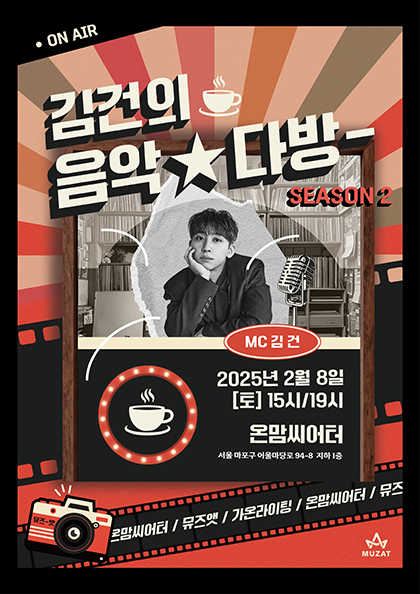 • ON AIR
김건의
음악★다방-
SEASON 2
MC 김 건
2025년 2월 8일
[토] 15시/19시
온맘씨어터
서울 마포구 어울마당로 94-8 지하 1층
뮤즈·앳
온맘씨어터 / 뮤즈앳 / 가온라이팅 / 온맘씨어터 / 뮤즈
MUZAT